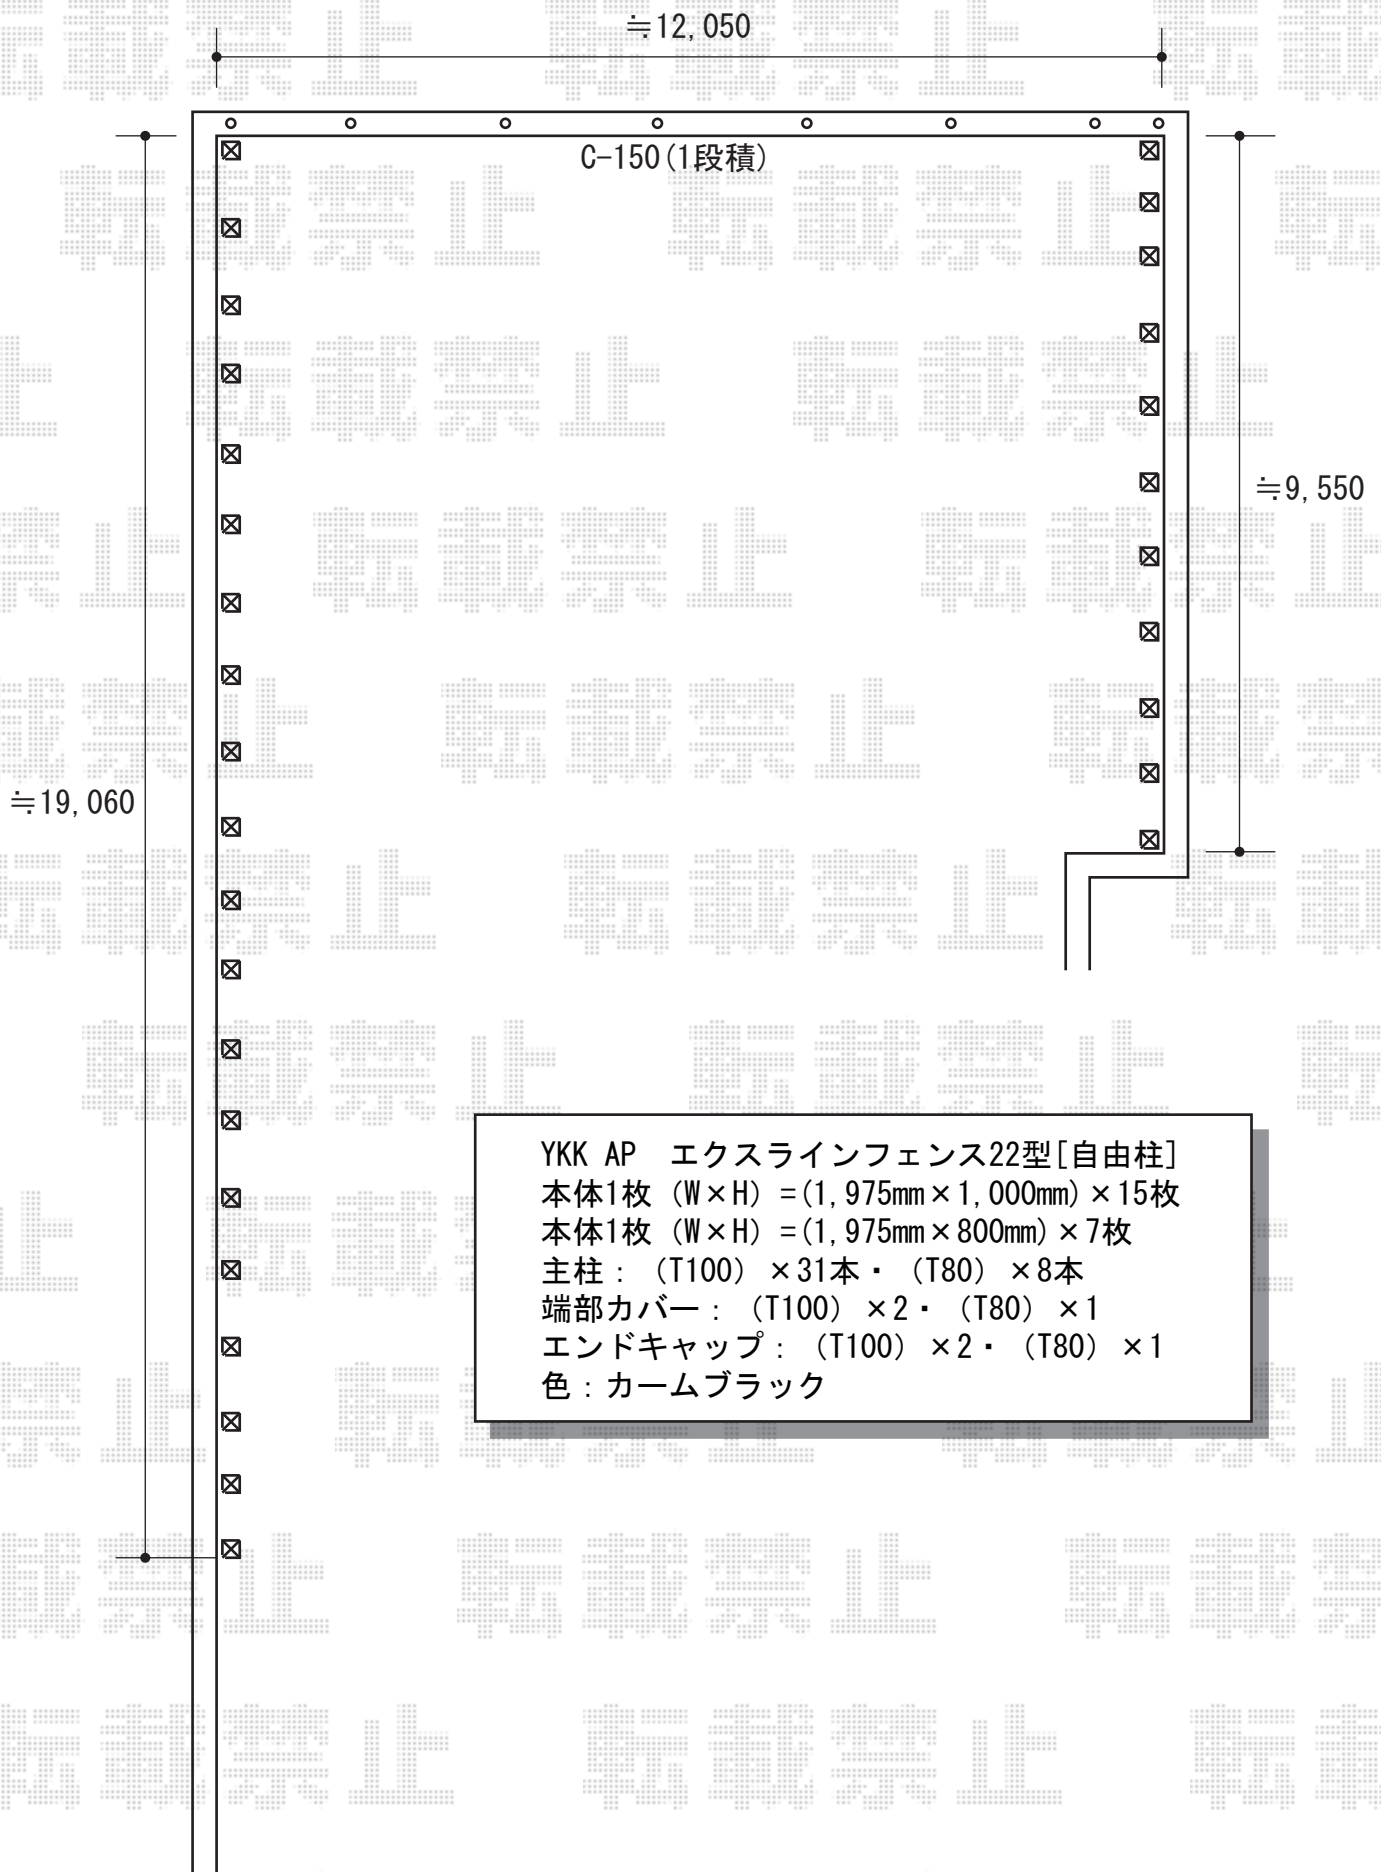 ≒12,050
C-150(1段積)
≒9,550
≒19,060
YKK AP　エクスラインフェンス22型[自由柱]
本体1枚（W×H）=(1,975mm×1,000mm)×15枚
本体1枚（W×H）=(1,975mm×800mm)×7枚
主柱：（T100）×31本・（T80）×8本
端部カバー：（T100）×2・（T80）×1
エンドキャップ：（T100）×2・（T80）×1
色：カームブラック
転載禁止